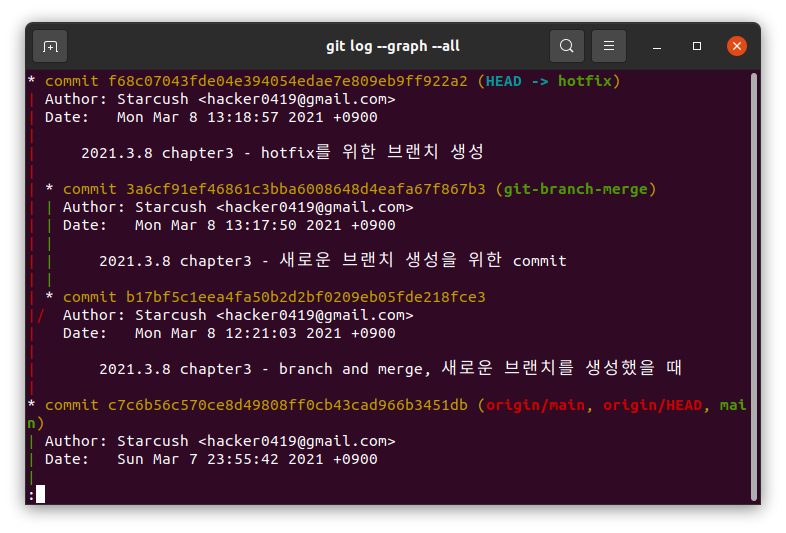 git log --graph --all
* commit f68c07043fde04e394054edae7e809eb9ff922a2 (HEAD -> hotfix)
| Author: Starcush <hacker0419@gmail.com>
| Date:   Mon Mar 8 13:18:57 2021 +0900
|
|     2021.3.8 chapter3 - hotfix를 위한 브랜치 생성
|
| * commit 3a6cf91ef46861c3bba6008648d4eafa67f867b3 (git-branch-merge)
| | Author: Starcush <hacker0419@gmail.com>
| | Date:   Mon Mar 8 13:17:50 2021 +0900
| |
| |     2021.3.8 chapter3 - 새로운 브랜치 생성을 위한 commit
| |
| * commit b17bf5c1eea4fa50b2d2bf0209eb05fde218fce3
|/  Author: Starcush <hacker0419@gmail.com>
|   Date:   Mon Mar 8 12:21:03 2021 +0900
|
|       2021.3.8 chapter3 - branch and merge, 새로운 브랜치를 생성했을 때
|
* commit c7c6b56c570ce8d49808ff0cb43cad966b3451db (origin/main, origin/HEAD, mai
n)
| Author: Starcush <hacker0419@gmail.com>
| Date:   Sun Mar 7 23:55:42 2021 +0900
|
: